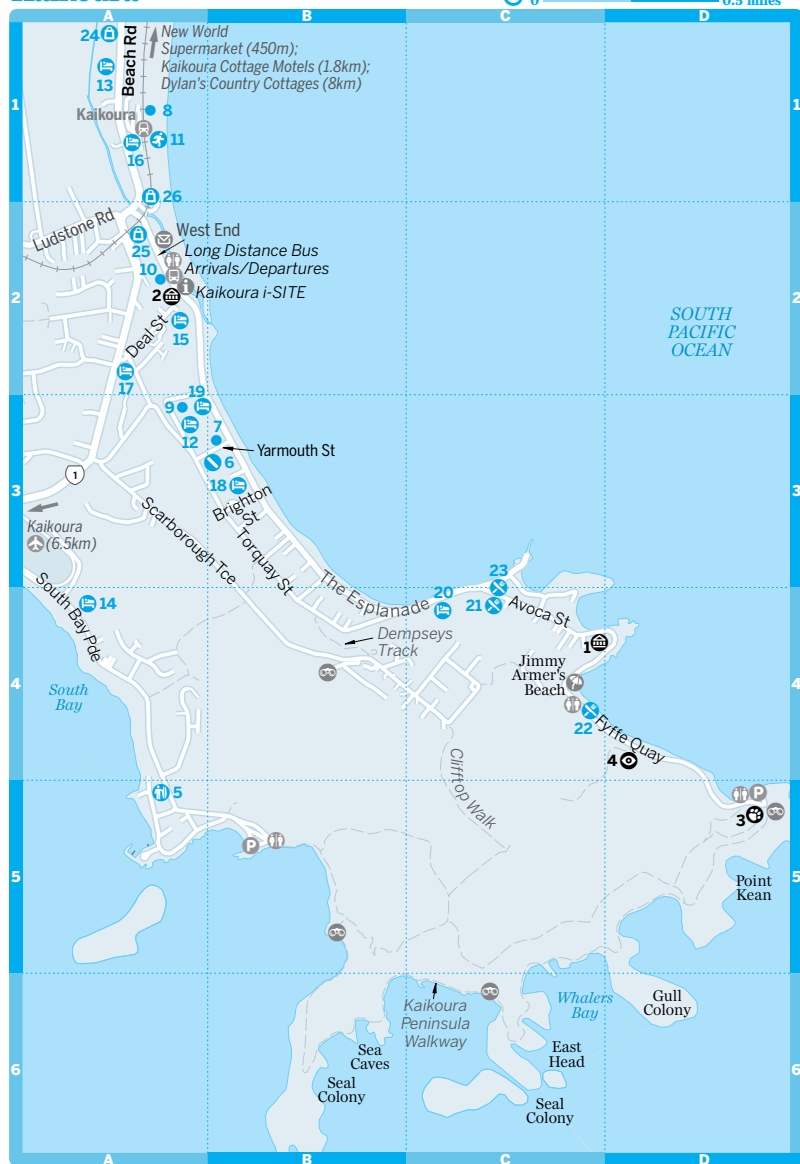 0 0.5 miles
A B C D
24
Beach Rd
New World
Supermarket (450m);
Kaikoura Cottage Motels (1.8km);
Dylan's Country Cottages (8km)
13
1 1
8
Kaikoura
11
16
26
Ludstone Rd
West End
25
Long Distance Bus
Arrivals/Departures
10
2
i
Kaikoura i-SITE
2 2
SOUTH
PACIFIC
OCEAN
Deal St
15
17
19
9
7
12
Yarmouth St
6
1
18
3 3
Brighton
St
Scarborough Tce
Torquay St
Kaikoura
(6.5km)
The Esplanade
23
20
21
Avoca St
14
South Bay Pde
Dempseys
Track
1
Jimmy
Armer's
Beach
4 4
South
Bay
22
Fyffe Quay
4
Clifftop Walk
5
P
3
P
5 5
Point
Kean
Kaikoura
Peninsula
Walkway
Whalers
Bay
Gull
Colony
Sea
Caves
East
Head
6 6
Seal
Colony
Seal
Colony
A B C D